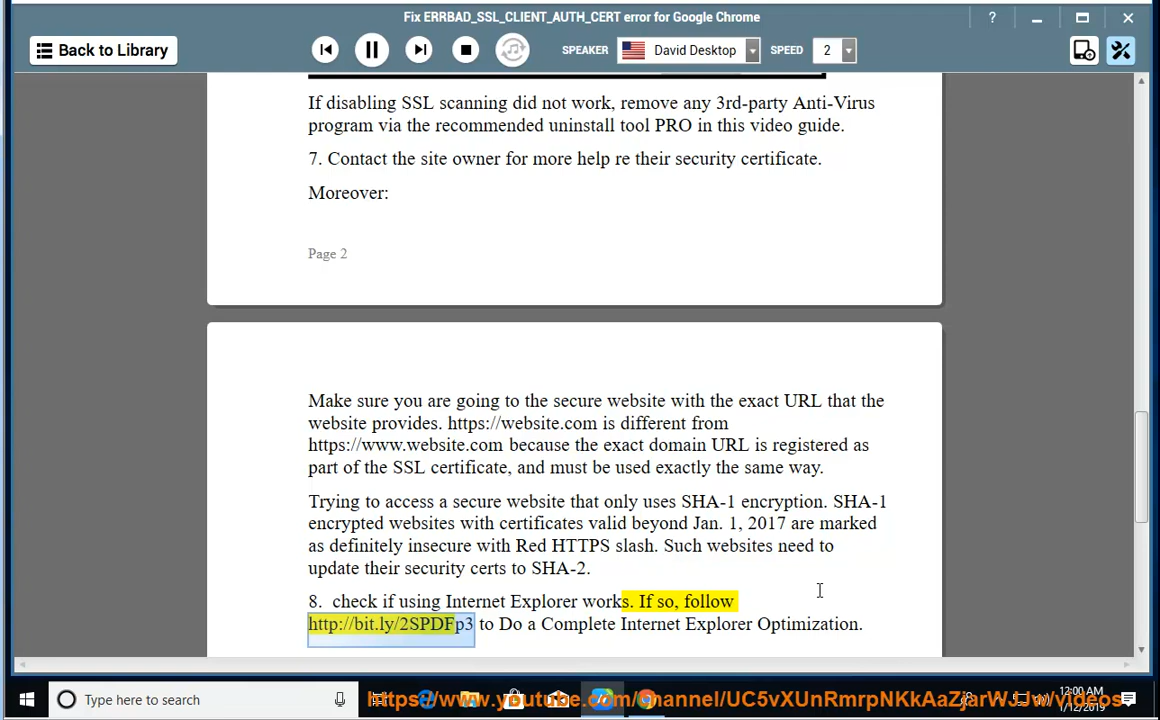 Fix ERRBAD_SSL_CLIENT_AUTH_CERT error for Google Chrome
Back to Library
SPEAKER
David Desktop
SPEED
2
If disabling SSL scanning did not work, remove any 3rd-party Anti-Virus
program via the recommended uninstall tool PRO in this video guide.
7. Contact the site owner for more help re their security certificate.
Moreover:
Page 2
Make sure you are going to the secure website with the exact URL that the
website provides. https://website.com is different from
https://www.website.com because the exact domain URL is registered as
part of the SSL certificate, and must be used exactly the same way.
Trying to access a secure website that only uses SHA-1 encryption. SHA-1
encrypted websites with certificates valid beyond Jan. 1, 2017 are marked
as definitely insecure with Red HTTPS slash. Such websites need to
update their security certs to SHA-2.
8. check if using Internet Explorer works. If so, follow
http://bit.ly/2SPDFp3 to Do a Complete Internet Explorer Optimization.
Type here to search
https://www.youtube.com/channel/UC5vXUnRmrpNKkAaZjarWJJw/videos
12:00 AM
1/12/2019